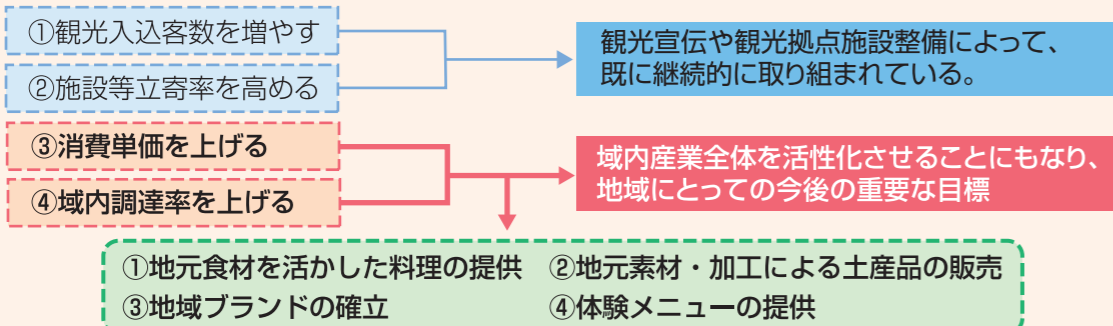 ①観光入込客数を増やす
②施設等立寄率を高める
観光宣伝や観光拠点施設整備によって、
既に継続的に取り組まれている。
③消費単価を上げる
④域内調達率を上げる
域内産業全体を活性化させることにもなり、
地域にとっての今後の重要な目標
①地元食材を活かした料理の提供 ②地元素材・加工による土産品の販売
③地域ブランドの確立 ④体験メニューの提供